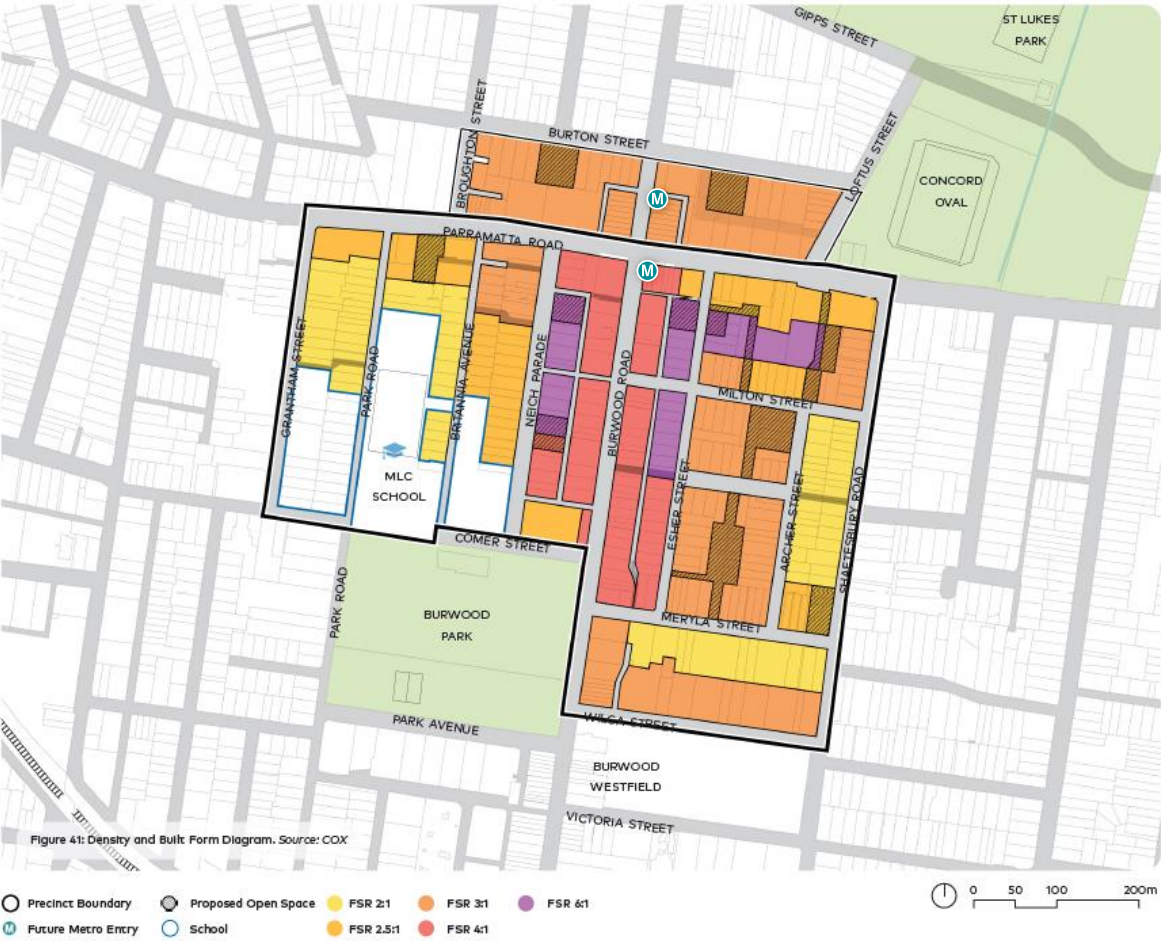 GIPPS STREET
ST LUKES
PARK
BROUGHTON STREET
BURTON STREET
LOFTUS STREET
CONCORD
OVAL
M
PARRAMATTA ROAD
M
GRANTHAM STREET
PARK ROAD
BRITANNIA AVENUE
NEICH PARADE
BURWOOD ROAD
MILTON STREET
MLC
SCHOOL
ESHER STREET
ARCHER STREET
SHAFTESBURY ROAD
COMER STREET
PARK ROAD
BURWOOD
PARK
MERYLA STREET
PARK AVENUE
WILGA STREET
BURWOOD
WESTFIELD
VICTORIA STREET
Figure 41: Density and Built Form Diagram. Source: COX
Precinct Boundary
Proposed Open Space
FSR 2:1
FSR 3:1
FSR 6:1
0 50 100 200m
M Future Metro Entry
School
FSR 2.5:1
FSR 4:1